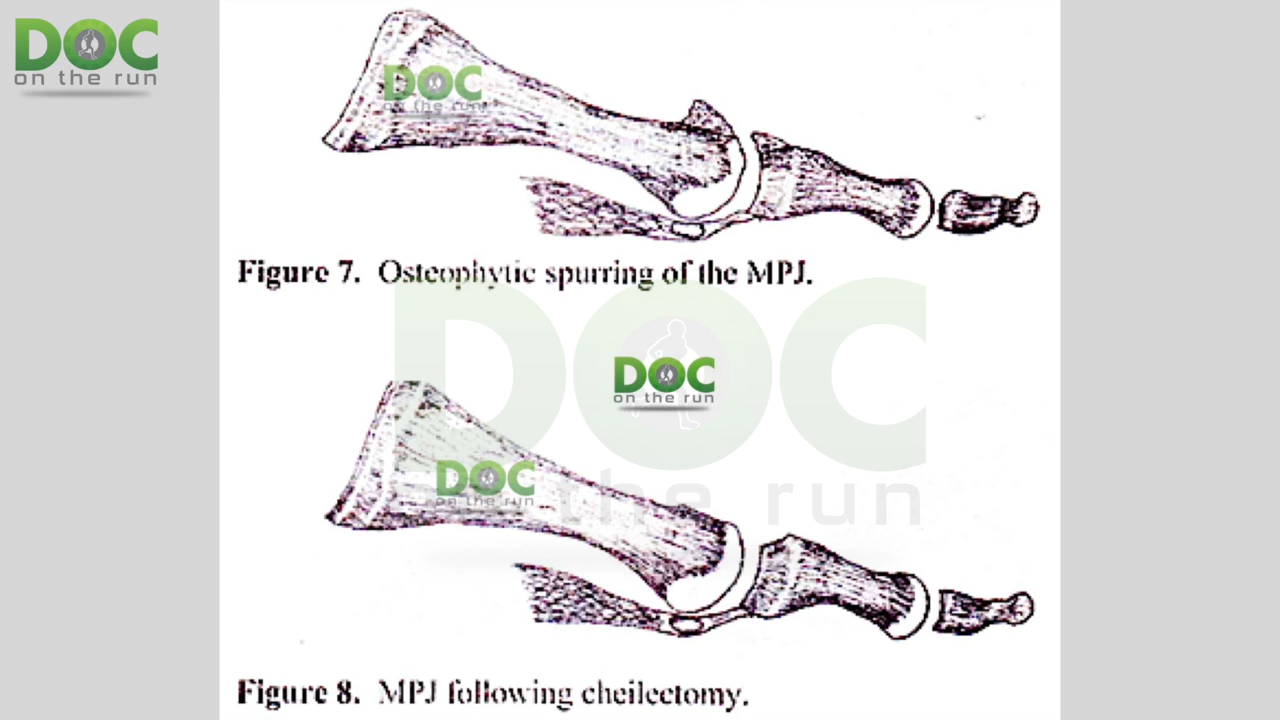 DOC
on the run
DOC
on the run
Figure 7. Osteophytic spurring of the MPJ.
DOC
on the run
DOC
the run
DOC
on the run
Figure 8. MPJ following cheilectomy.